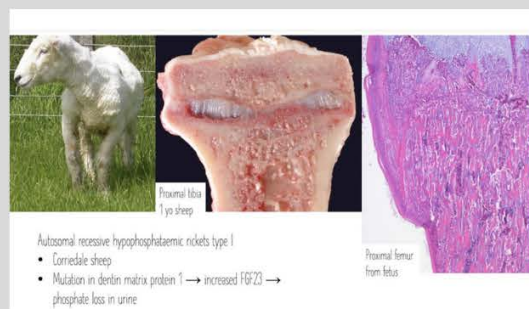 Proximal tibia
1 yo sheep
Proximal femur
from fetus
Autosomal recessive hypophosphataemic rickets type I
• Corriedale sheep
• Mutation in dentin matrix protein 1 → increased FGF23 →
phosphate loss in urine